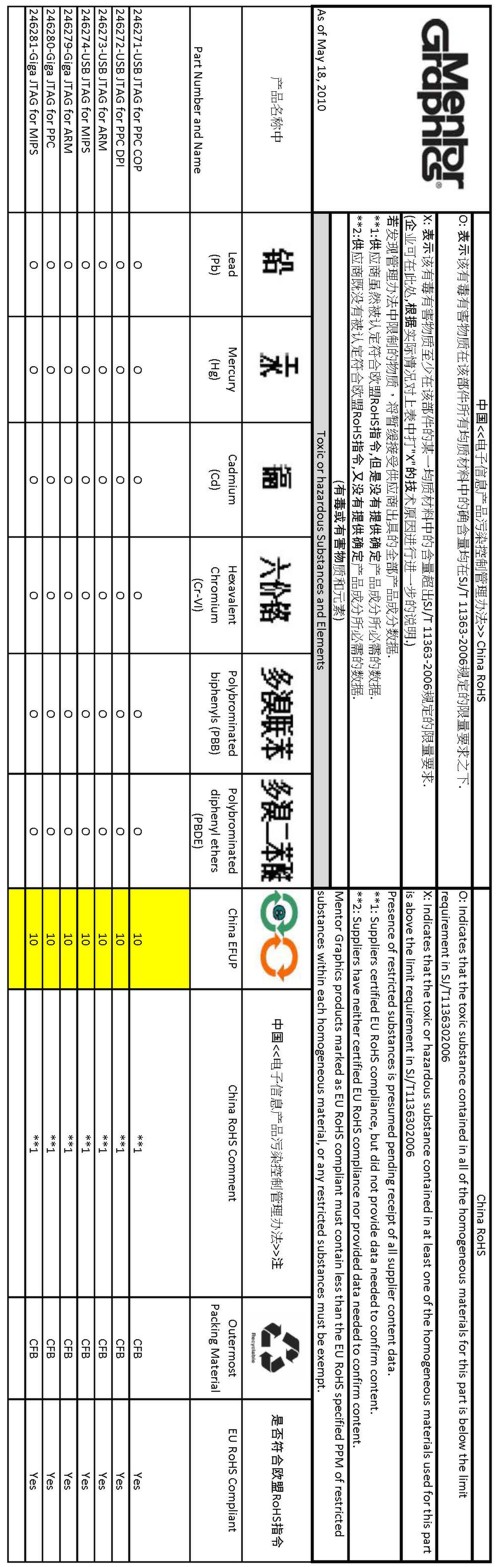 Mentor
Graphics®
As of May 18, 2010
中国<<电子信息产品污染控制管理办法>> China RoHS
O: 表示该有毒有害物质在该部件所有均质材料中的确含量均在SJ/T 11363-2006规定的限量要求之下.
X: 表示该有毒有害物质至少在该部件的某一均质材料中的含量超出SJ/T 11363-2006规定的限量要求.
(企业可在此处,根据实际情况对上表中打"X"的技术原因进行进一步的说明.)
若发现管理办法中限制的物质，将暂缓接受供应商出具的全部产品成分数据.
**1:供应商虽然被认定符合欧盟RoHS指令,但是没有提供确定产品成分所必需的数据.
**2:供应商既没有被认定符合欧盟RoHS指令,又没有提供确定产品成分所必需的数据.
China RoHS
O: Indicates that the toxic substance contained in all of the homogeneous materials for this part is below the limit
requirement in SJ/T1136302006
X: Indicates that the toxic or hazardous substance contained in at least one of the homogeneous materials used for this part
is above the limit requirement in SJ/T1136302006
Presence of restricted substances is presumed pending receipt of all supplier content data.
**1: Suppliers certified EU RoHS compliance, but did not provide data needed to confirm content.
**2: Suppliers have neither certified EU RoHS compliance nor provided data needed to confirm content.
Mentor Graphics products marked as EU RoHS compliant must contain less than the EU RoHS specified PPM of restricted
substances within each homogeneous material, or any restricted substances must be exempt.
(有毒或有害物质和元素)
Toxic or hazardous Substances and Elements
产品名称中 铅 汞 镉 六价铬 多溴联苯 多溴二苯醚 中国<<电子信息产品污染控制管理办法>>注 Recyclable 是否符合欧盟RoHS指令
Part Number and Name Lead (Pb) Mercury (Hg) Cadmium (Cd) Hexavalent Chromium (Cr-VI) Polybrominated biphenyls (PBB) Polybrominated diphenyl ethers (PBDE) China EFUP China RoHS Comment Outermost Packing Material EU RoHS Compliant
246271-USB JTAG for PPC COP O O O O O O 10 **1 CFB Yes
246272-USB JTAG for PPC DPI O O O O O O 10 **1 CFB Yes
246273-USB JTAG for ARM O O O O O O 10 **1 CFB Yes
246274-USB JTAG for MIPS O O O O O O 10 **1 CFB Yes
246279-Giga JTAG for ARM O O O O O O 10 **1 CFB Yes
246280-Giga JTAG for PPC O O O O O O 10 **1 CFB Yes
246281-Giga JTAG for MIPS O O O O O O 10 **1 CFB Yes